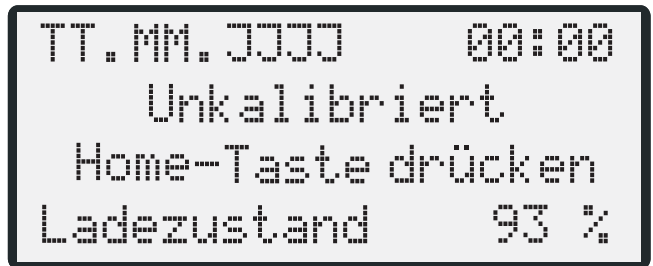 TT.MM.JJJJ 00:00
Unkalibriert
Home-Taste drücken
Ladezustand 93 %